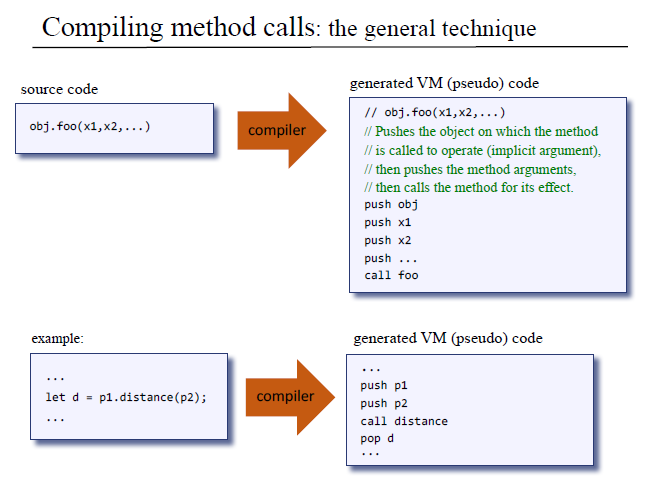 Compiling method calls: the general technique
source code
obj.foo(x1,x2,...)
compiler
generated VM (pseudo) code
// obj.foo(x1,x2,...)
// Pushes the object on which the method
// is called to operate (implicit argument),
// then pushes the method arguments,
// then calls the method for its effect.
push obj
push x1
push x2
push ...
call foo
example:
...
let d = p1.distance(p2);
...
compiler
generated VM (pseudo) code
...
push p1
push p2
call distance
pop d
...